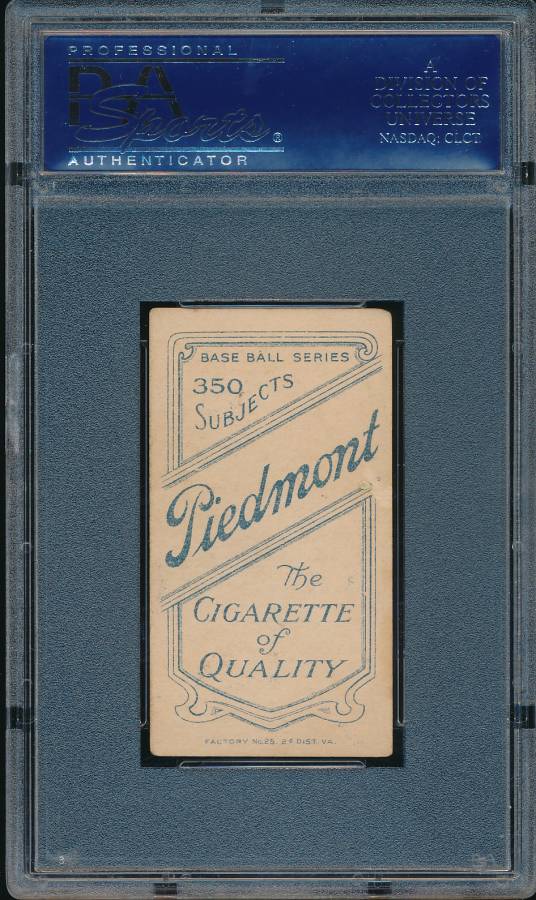 PROFESSIONAL
PSA
Sports®
AUTHENTICATOR
A
DIVISION OF
COLLECTORS
UNIVERSE
NASDAQ: CLCT
BASE BALL SERIES
350
SUBJECTS
Piedmont
The
CIGARETTE
of
QUALITY
FACTORY No. 25, 2d DIST. VA.